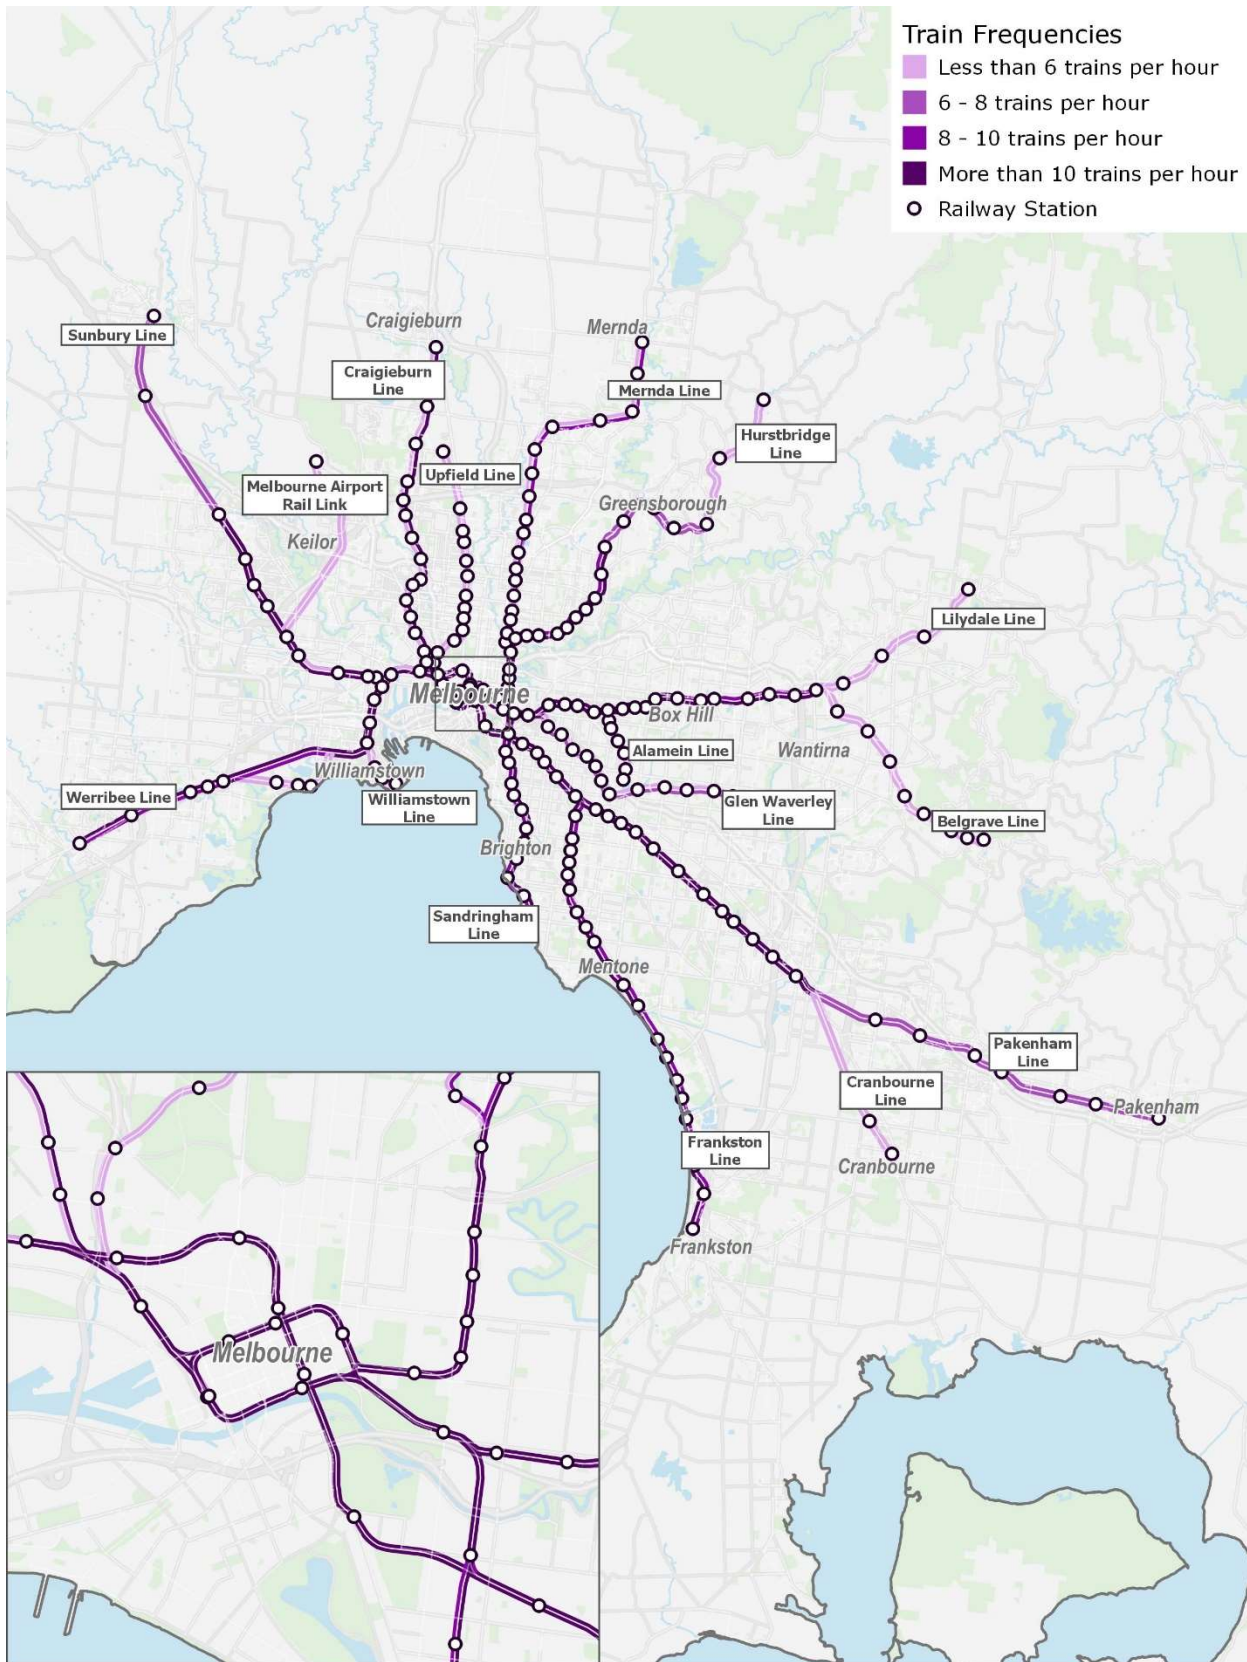 Train Frequencies
Less than 6 trains per hour
6 - 8 trains per hour
8 - 10 trains per hour
More than 10 trains per hour
Railway Station
Sunbury Line
Craigieburn
Mernda
Craigieburn
Line
Mernda Line
Hurstbridge
Line
Upfield Line
Melbourne Airport
Rail Link
Greensborough
Keilor
Lilydale Line
Melbourne
Box Hill
Alamein Line
Wantirna
Williamstown
Werribee Line
Williamstown
Line
Glen Waverley
Line
Belgrave Line
Brighton
Sandringham
Line
Mentone
Pakenham
Line
Cranbourne
Line
Pakenham
Frankston
Line
Cranbourne
Frankston
Melbourne